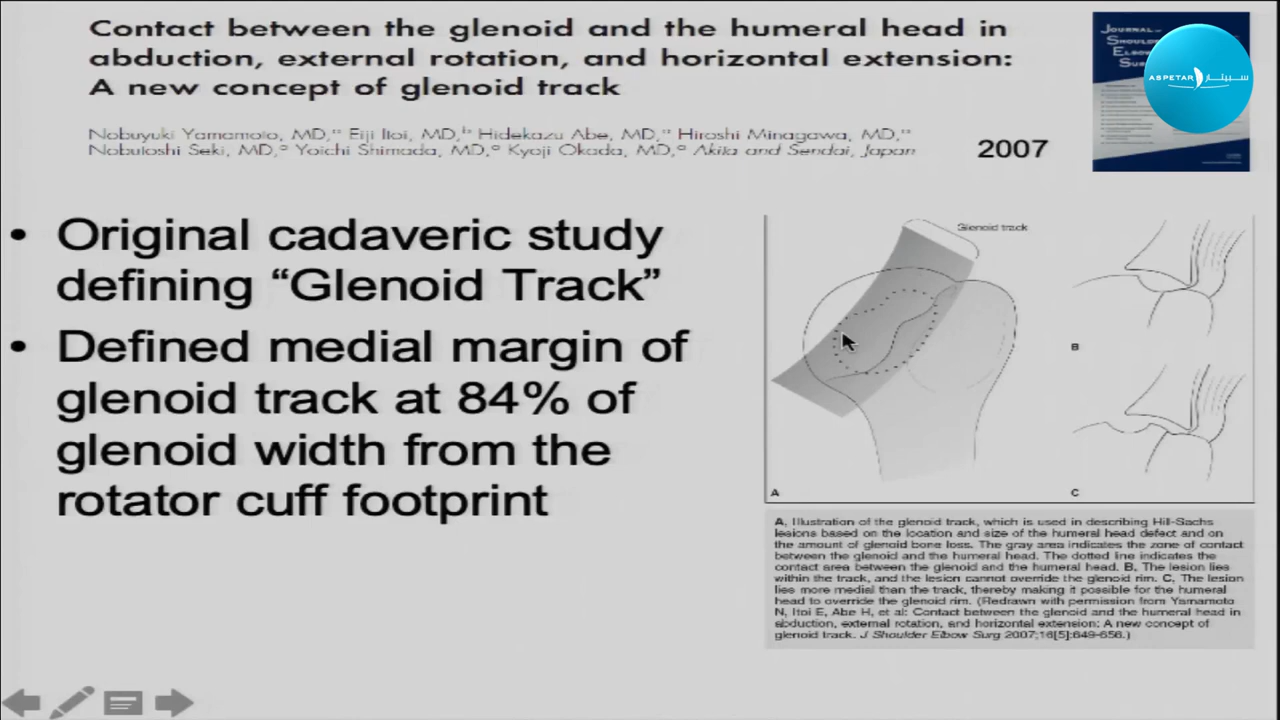 Contact between the glenoid and the humeral head in
abduction, external rotation, and horizontal extension:
A new concept of glenoid track
Nobuyuki Yamamoto, MD, Eiji Itoi, MD, Hidekazu Abe, MD, Hiroshi Minagawa, MD,
Nobutoshi Seki, MD, Yoichi Shimada, MD, Kyoji Okada, MD, Akita and Sendai, Japan
2007
JOURNAL OF
SHOULDER
ELBOW
ASPETAR سبيتار
• Original cadaveric study
defining “Glenoid Track”
• Defined medial margin of
glenoid track at 84% of
glenoid width from the
rotator cuff footprint
Glenoid track
A
B
C
A, Illustration of the glenoid track, which is used in describing Hill-Sachs
lesions based on the location and size of the humeral head defect and on
the amount of glenoid bone loss. The gray area indicates the zone of contact
between the glenoid and the humeral head. The dotted line indicates the
contact area between the glenoid and the humeral head. B, The lesion lies
within the track, and the lesion cannot override the glenoid rim. C, The lesion
lies more medial than the track, thereby making it possible for the humeral
head to override the glenoid rim. (Redrawn with permission from Yamamoto
N, Itoi E, Abe H, et al: Contact between the glenoid and the humeral head in
abduction, external rotation, and horizontal extension: A new concept of
glenoid track. J Shoulder Elbow Surg 2007;16[5]:649-656.)